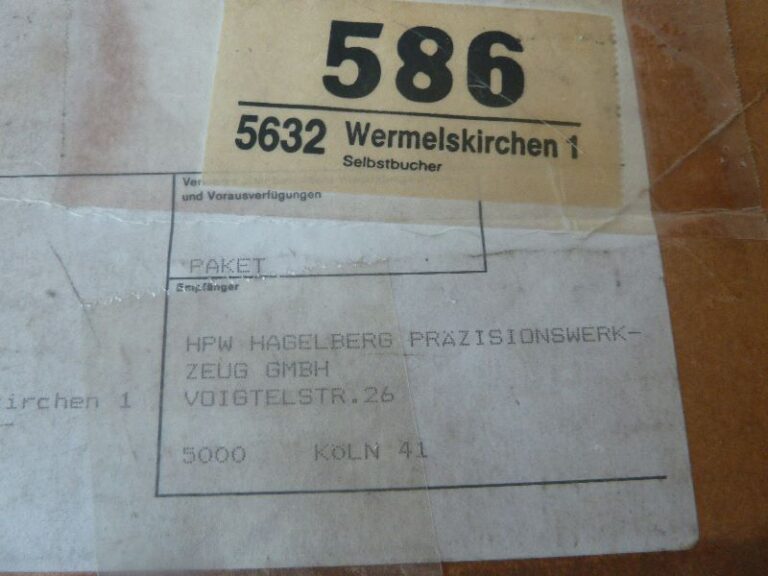 586
5632 Wermelskirchen 1
Selbstbucher
und Vorausverfügungen
PAKET
Empfänger
HPW HAGELBERG PRÄZISIONSWERK-
ZEUG GMBH
VOIGTELSTR.26
irchen 1
5000 KöLN 41